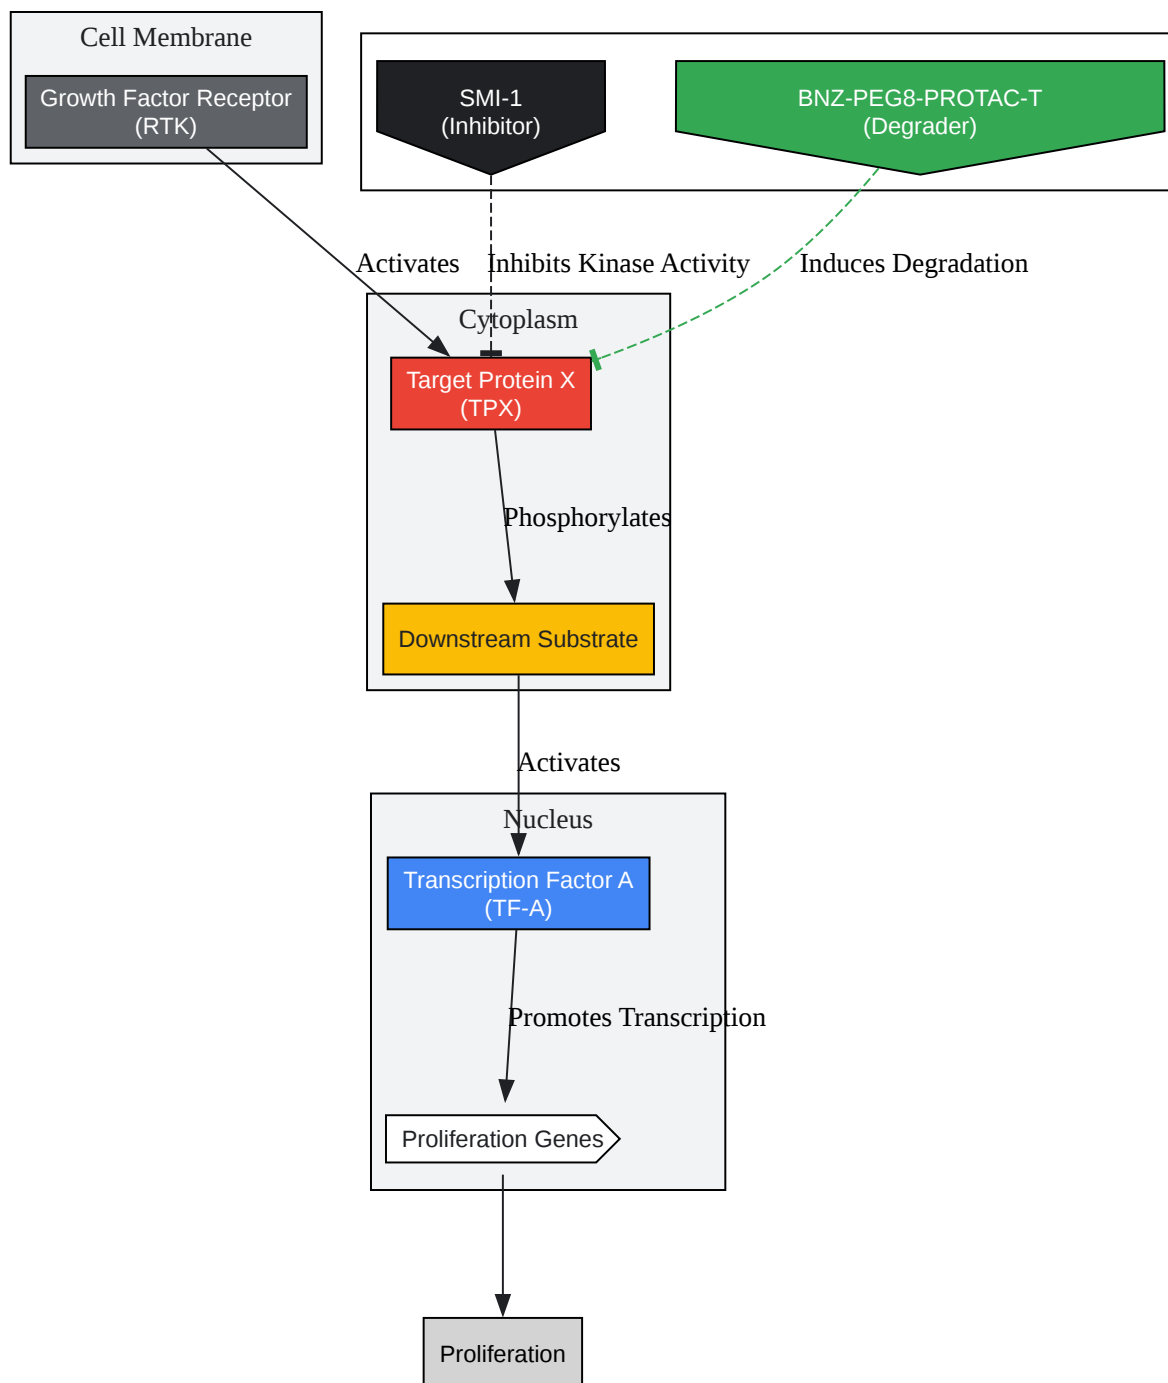 Cell Membrane
Growth Factor Receptor
(RTK)
SMI-1
(Inhibitor)
BNZ-PEG8-PROTAC-T
(Degrader)
Activates
Inhibits Kinase Activity
Induces Degradation
Cytoplasm
Target Protein X
(TPX)
Phosphorylates
Downstream Substrate
Activates
Nucleus
Transcription Factor A
(TF-A)
Promotes Transcription
Proliferation Genes
Proliferation